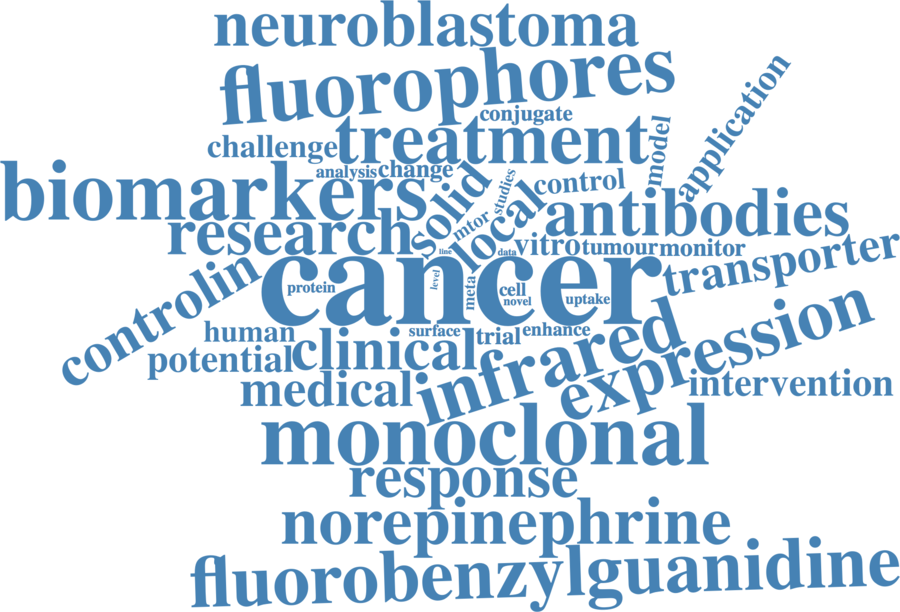 neuroblastoma
fluorophores
application
conjugate
treatment
model
challenge
analysis
change
studies
biomarkers
solid
control
antibodies
research
mtor
local
line
data
vitro
tumour
monitor
transporter
controlin
cancer
protein
level
meta
cell
novel
uptake
human
surface
trial
enhance
infrared
expression
potential
clinical
medical
intervention
monoclonal
response
norepinephrine
fluorobenzylguanidine